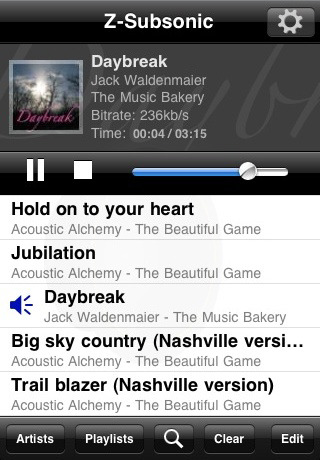 Z-Subsonic
Daybreak
Daybreak
Jack Waldenmaier
The Music Bakery
Bitrate: 236kb/s
Time: 00:04 / 03:15
Hold on to your heart
Acoustic Alchemy - The Beautiful Game
Jubilation
Acoustic Alchemy - The Beautiful Game
Daybreak
Jack Waldenmaier - The Music Bakery
Big sky country (Nashville versi...
Acoustic Alchemy - The Beautiful Game
Trail blazer (Nashville version)
Acoustic Alchemy - The Beautiful Game
Artists
Playlists
Clear
Edit